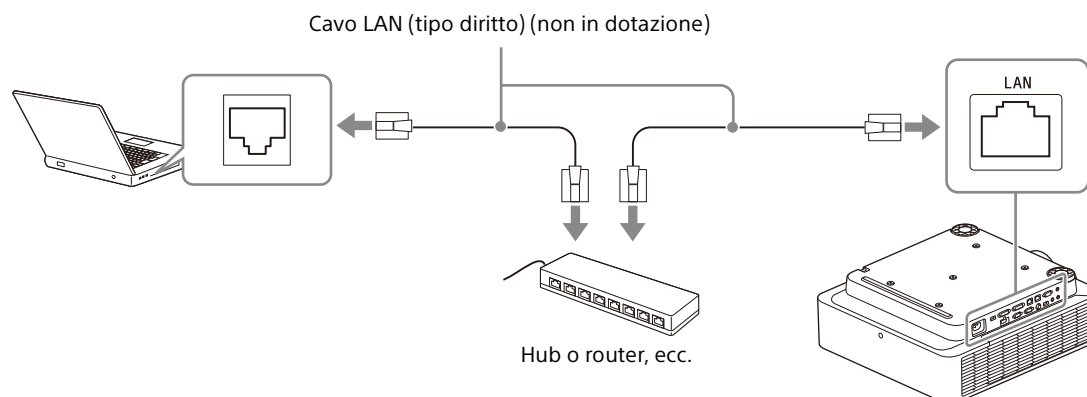 Cavo LAN (tipo diritto) (non in dotazione)
LAN
Hub o router, ecc.